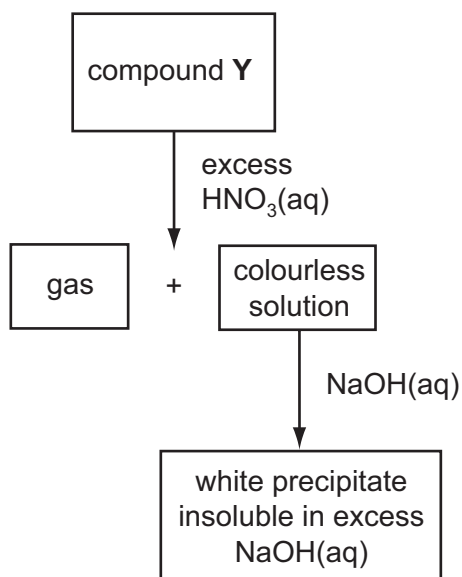 compound Y
excess
HNO₃(aq)
gas
+
colourless
solution
NaOH(aq)
white precipitate
insoluble in excess
NaOH(aq)